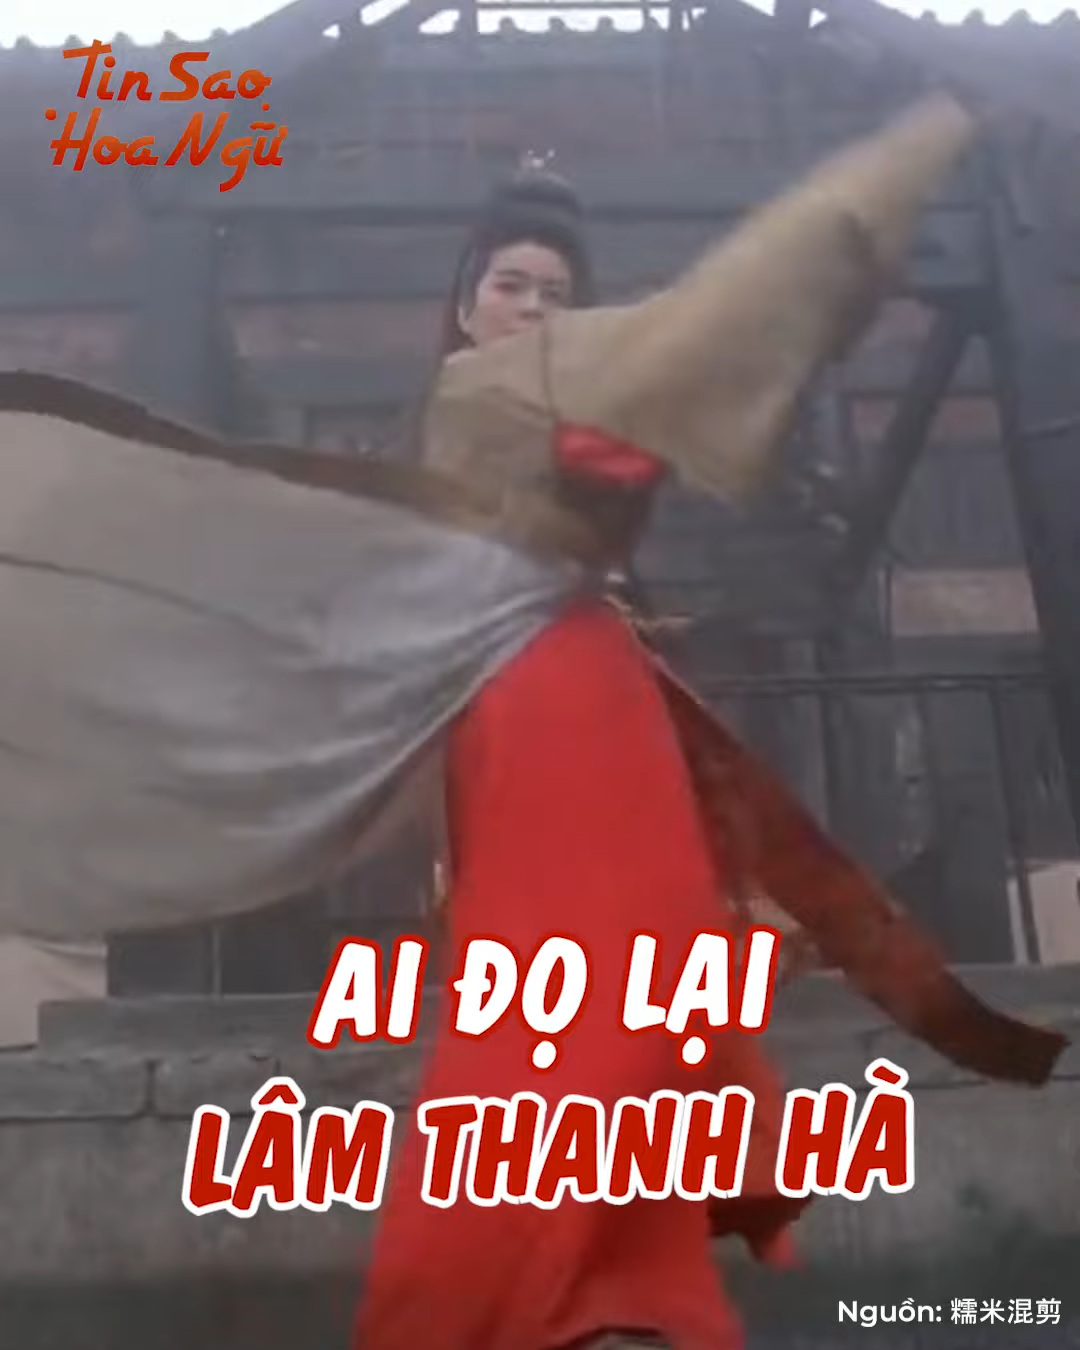 Tin Sao
Hoa Ngữ
AI ĐỌ LẠI
LÂM THANH HÀ
Nguồn: 糯米混剪